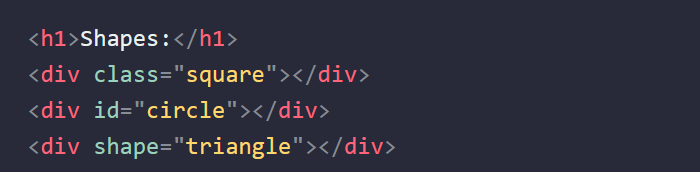 <h1>Shapes:</h1>
<div class="square"></div>
<div id="circle"></div>
<div shape="triangle"></div>